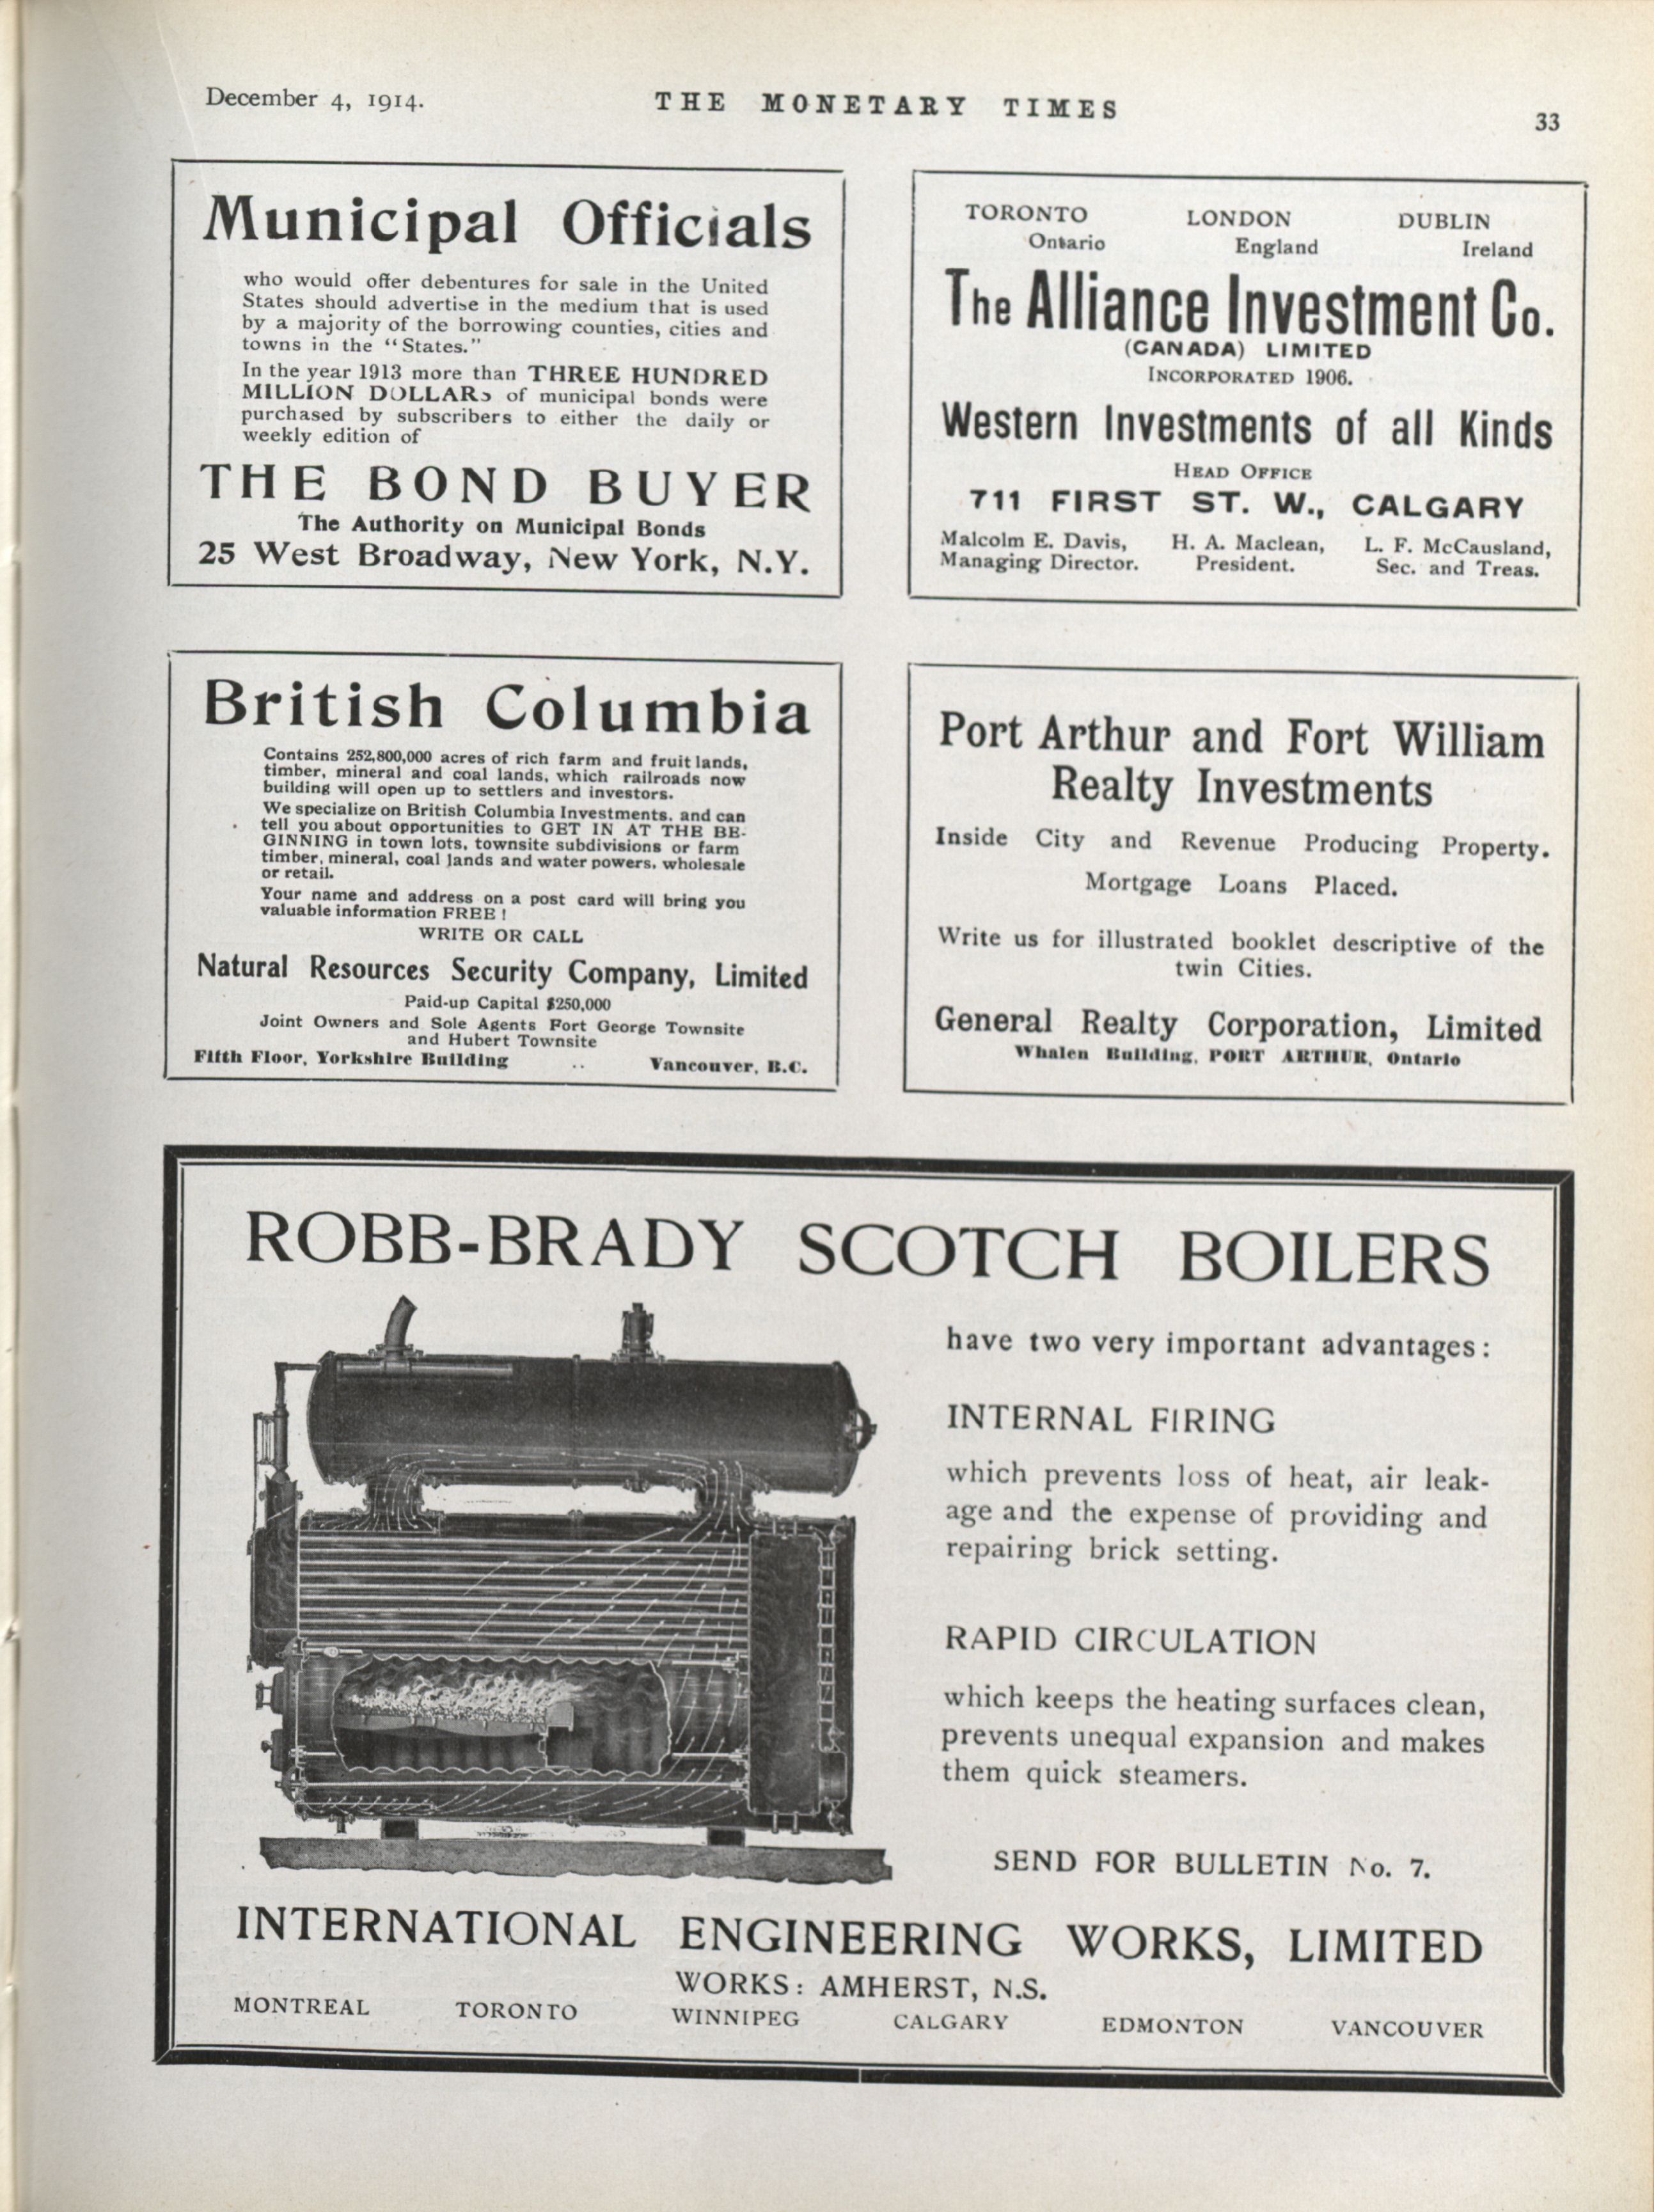 December 4, 1914.
THE MONETARY TIMES
33
Municipal Officials
who would offer debentures for sale in the United
States should advertise in the medium that is used
by a majority of the borrowing counties, cities and
towns in the "States."
In the year 1913 more than THREE HUNDRED
MILLION DOLLARS of municipal bonds were
purchased by subscribers to either the daily or
weekly edition of
THE BOND BUYER
The Authority on Municipal Bonds
25 West Broadway, New York, N.Y.
TORONTO LONDON DUBLIN
Ontario England Ireland
The Alliance Investment Co.
(CANADA) LIMITED
INCORPORATED 1906.
Western Investments of all Kinds
HEAD OFFICE
711 FIRST ST. W., CALGARY
Malcolm E. Davis, H. A. Maclean, L. F. McCausland,
Managing Director. President. Sec. and Treas.
British Columbia
Contains 252,800,000 acres of rich farm and fruit lands,
timber, mineral and coal lands, which railroads now
building will open up to settlers and investors.
We specialize on British Columbia Investments. and can
tell you about opportunities to GET IN AT THE BE-
GINNING in town lots, townsite subdivisions or farm
timber, mineral, coal lands and water powers, wholesale
or retail.
Your name and address on a post card will bring you
valuable information FREE!
WRITE OR CALL
Natural Resources Security Company, Limited
Paid-up Capital $250,000
Joint Owners and Sole Agents Fort George Townsite
and Hubert Townsite
Fifth Floor, Yorkshire Building .. Vancouver, B.C.
Port Arthur and Fort William
Realty Investments
Inside City and Revenue Producing Property.
Mortgage Loans Placed.
Write us for illustrated booklet descriptive of the
twin Cities.
General Realty Corporation, Limited
Whalen Building, PORT ARTHUR, Ontario
ROBB-BRADY SCOTCH BOILERS
have two very important advantages:
INTERNAL FIRING
which prevents loss of heat, air leak-
age and the expense of providing and
repairing brick setting.
RAPID CIRCULATION
which keeps the heating surfaces clean,
prevents unequal expansion and makes
them quick steamers.
SEND FOR BULLETIN No. 7.
INTERNATIONAL ENGINEERING WORKS, LIMITED
WORKS: AMHERST, N.S.
MONTREAL TORONTO WINNIPEG CALGARY EDMONTON VANCOUVER